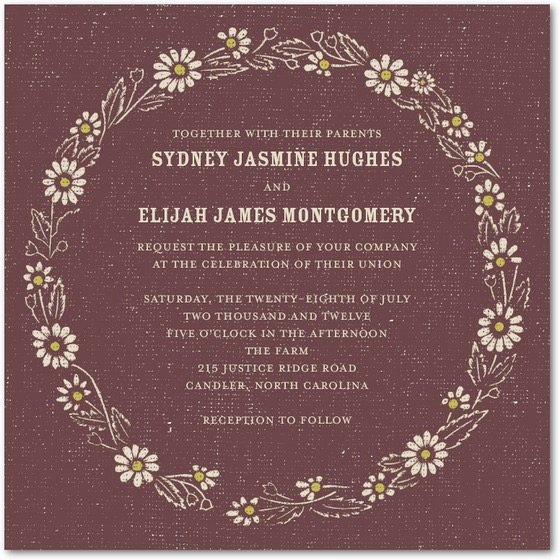 TOGETHER WITH THEIR PARENTS
SYDNEY JASMINE HUGHES
AND
ELIJAH JAMES MONTGOMERY
REQUEST THE PLEASURE OF YOUR COMPANY
AT THE CELEBRATION OF THEIR UNION
SATURDAY, THE TWENTY-EIGHTH OF JULY
TWO THOUSAND AND TWELVE
FIVE O'CLOCK IN THE AFTERNOON
THE FARM
215 JUSTICE RIDGE ROAD
CANDLER, NORTH CAROLINA
RECEPTION TO FOLLOW